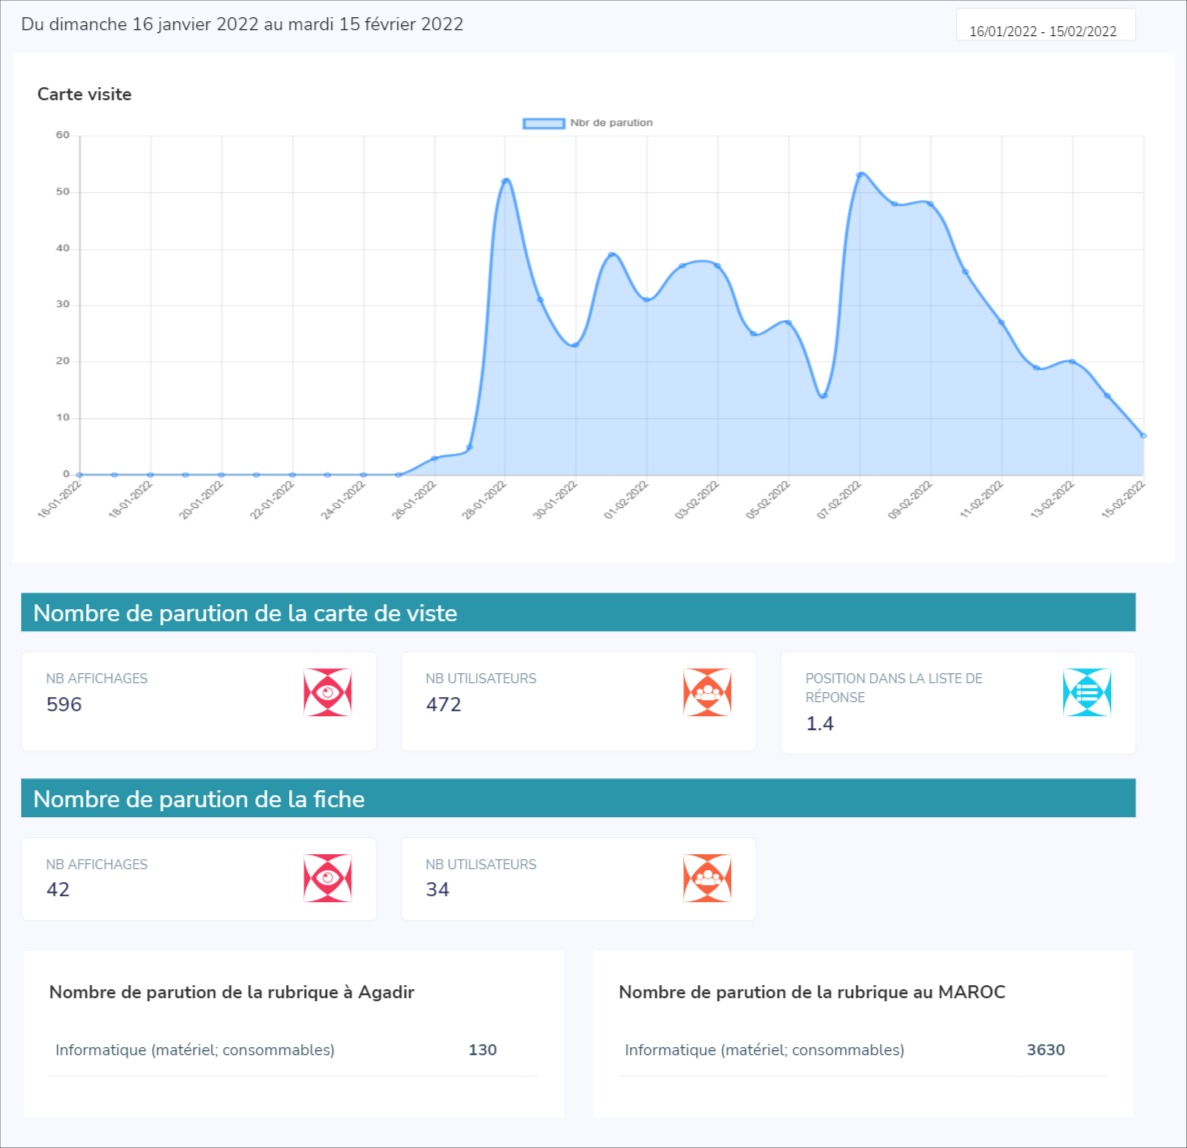 Du dimanche 16 janvier 2022 au mardi 15 février 2022
16/01/2022 - 15/02/2022
Carte visite
Nbr de parution
60
50
40
30
20
10
0
16-01-2022
18-01-2022
20-01-2022
22-01-2022
24-01-2022
26-01-2022
28-01-2022
30-01-2022
01-02-2022
03-02-2022
05-02-2022
07-02-2022
09-02-2022
11-02-2022
13-02-2022
15-02-2022
Nombre de parution de la carte de viste
NB AFFICHAGES
596
NB UTILISATEURS
472
POSITION DANS LA LISTE DE
RÉPONSE
1.4
Nombre de parution de la fiche
NB AFFICHAGES
42
NB UTILISATEURS
34
Nombre de parution de la rubrique à Agadir
Informatique (matériel; consommables) 130
Nombre de parution de la rubrique au MAROC
Informatique (matériel; consommables) 3630